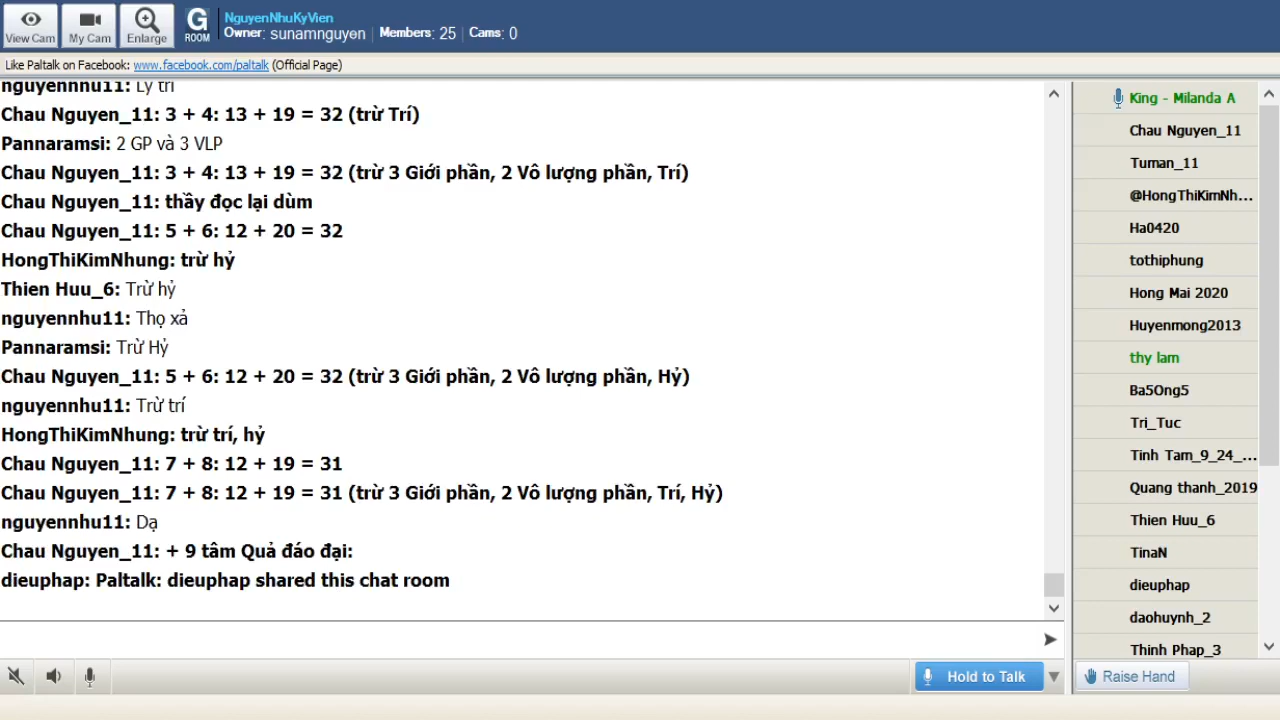 View Cam
My Cam
Enlarge
G
ROOM
NguyenNhuKyVien
Owner: sunamnguyen | Members: 25 | Cams: 0
Like Paltalk on Facebook: www.facebook.com/paltalk (Official Page)
nguyennhu11: Lý trí
Chau Nguyen_11: 3 + 4: 13 + 19 = 32 (trừ Trí)
Pannaramsi: 2 GP và 3 VLP
Chau Nguyen_11: 3 + 4: 13 + 19 = 32 (trừ 3 Giới phần, 2 Vô lượng phần, Trí)
Chau Nguyen_11: thầy đọc lại dùm
Chau Nguyen_11: 5 + 6: 12 + 20 = 32
HongThiKimNhung: trừ hỷ
Thien Huu_6: Trừ hỷ
nguyennhu11: Thọ xả
Pannaramsi: Trừ Hỷ
Chau Nguyen_11: 5 + 6: 12 + 20 = 32 (trừ 3 Giới phần, 2 Vô lượng phần, Hỷ)
nguyennhu11: Trừ trí
HongThiKimNhung: trừ trí, hỷ
Chau Nguyen_11: 7 + 8: 12 + 19 = 31
Chau Nguyen_11: 7 + 8: 12 + 19 = 31 (trừ 3 Giới phần, 2 Vô lượng phần, Trí, Hỷ)
nguyennhu11: Dạ
Chau Nguyen_11: + 9 tâm Quả đáo đại:
dieuphap: Paltalk: dieuphap shared this chat room
Hold to Talk
King - Milanda A
Chau Nguyen_11
Tuman_11
@HongThiKimNh...
Ha0420
tothiphung
Hong Mai 2020
Huyenmong2013
thy lam
Ba5Ong5
Tri_Tuc
Tinh Tam_9_24_...
Quang thanh_2019
Thien Huu_6
TinaN
dieuphap
daohuynh_2
Thinh Phap_3
Raise Hand